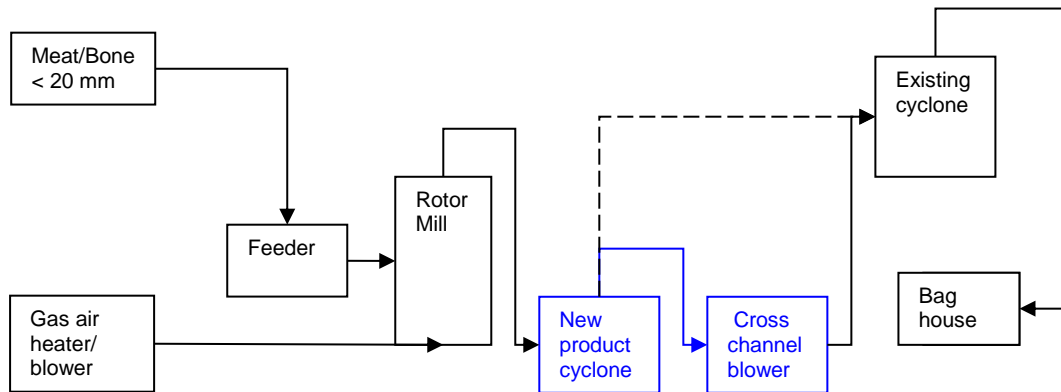 Meat/Bone
< 20 mm
Existing
cyclone
Rotor
Mill
Feeder
Gas air
heater/
blower
New
product
cyclone
Cross
channel
blower
Bag
house